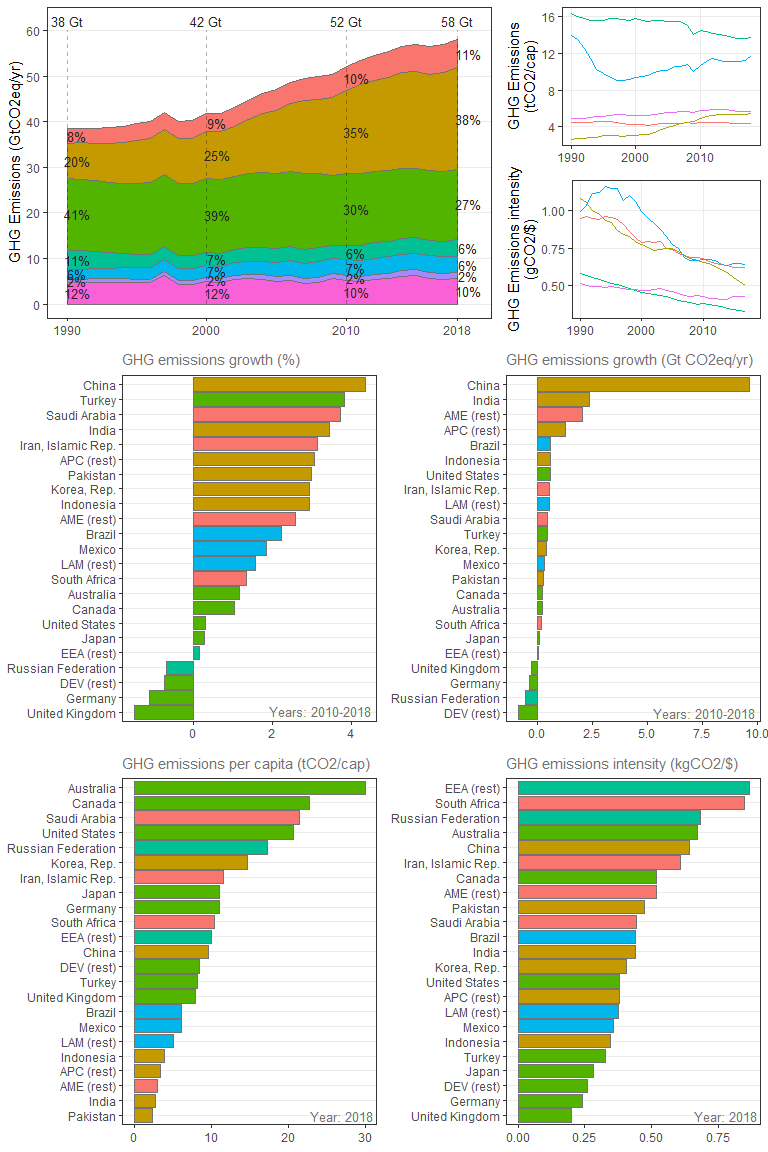 38 Gt 42 Gt 52 Gt 58 Gt
GHG Emissions (GtCO2eq/yr)
60
50
40
30
20
10
0
8% 9% 10% 11%
20% 25% 35% 38%
41% 39% 30% 27%
11% 7% 6% 6%
6% 7% 7% 6%
2% 2% 2% 2%
12% 12% 10% 10%
1990 2000 2010 2018
GHG Emissions
(tCO2/cap)
16
12
8
4
1990 2000 2010
GHG Emissions intensity
(glCO2/$)
1.00
0.75
0.50
1990 2000 2010
GHG emissions growth (%)
China
Turkey
Saudi Arabia
India
Iran, Islamic Rep.
APC (rest)
Pakistan
Korea, Rep.
Indonesia
AME (rest)
Brazil
Mexico
LAM (rest)
South Africa
Australia
Canada
United States
Japan
EEA (rest)
Russian Federation
DEV (rest)
Germany
United Kingdom
Years: 2010-2018
0 2 4
GHG emissions growth (Gt CO2eq/yr)
China
India
AME (rest)
APC (rest)
Brazil
Indonesia
United States
Iran, Islamic Rep.
LAM (rest)
Saudi Arabia
Turkey
Korea, Rep.
Mexico
Pakistan
Canada
Australia
South Africa
Japan
EEA (rest)
United Kingdom
Germany
Russian Federation
DEV (rest)
Years: 2010-2018
0.0 2.5 5.0 7.5 10.0
GHG emissions per capita (tCO2/cap)
Australia
Canada
Saudi Arabia
United States
Russian Federation
Korea, Rep.
Iran, Islamic Rep.
Japan
Germany
South Africa
EEA (rest)
China
DEV (rest)
Turkey
United Kingdom
Brazil
Mexico
LAM (rest)
Indonesia
APC (rest)
AME (rest)
India
Pakistan
Year: 2018
0 10 20 30
GHG emissions intensity (kgCO2/$)
EEA (rest)
South Africa
Russian Federation
Australia
China
Iran, Islamic Rep.
Canada
AME (rest)
Pakistan
Saudi Arabia
Brazil
India
Korea, Rep.
United States
APC (rest)
LAM (rest)
Mexico
Indonesia
Turkey
Japan
DEV (rest)
Germany
United Kingdom
Year: 2018
0.00 0.25 0.50 0.75